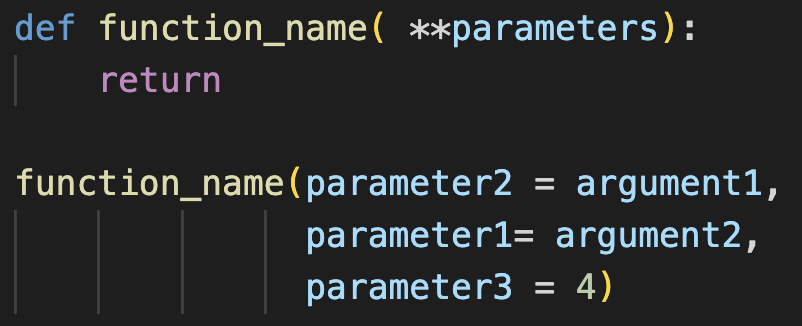 def function_name( **parameters):
    return

function_name(parameter2 = argument1,
              parameter1= argument2,
              parameter3 = 4)